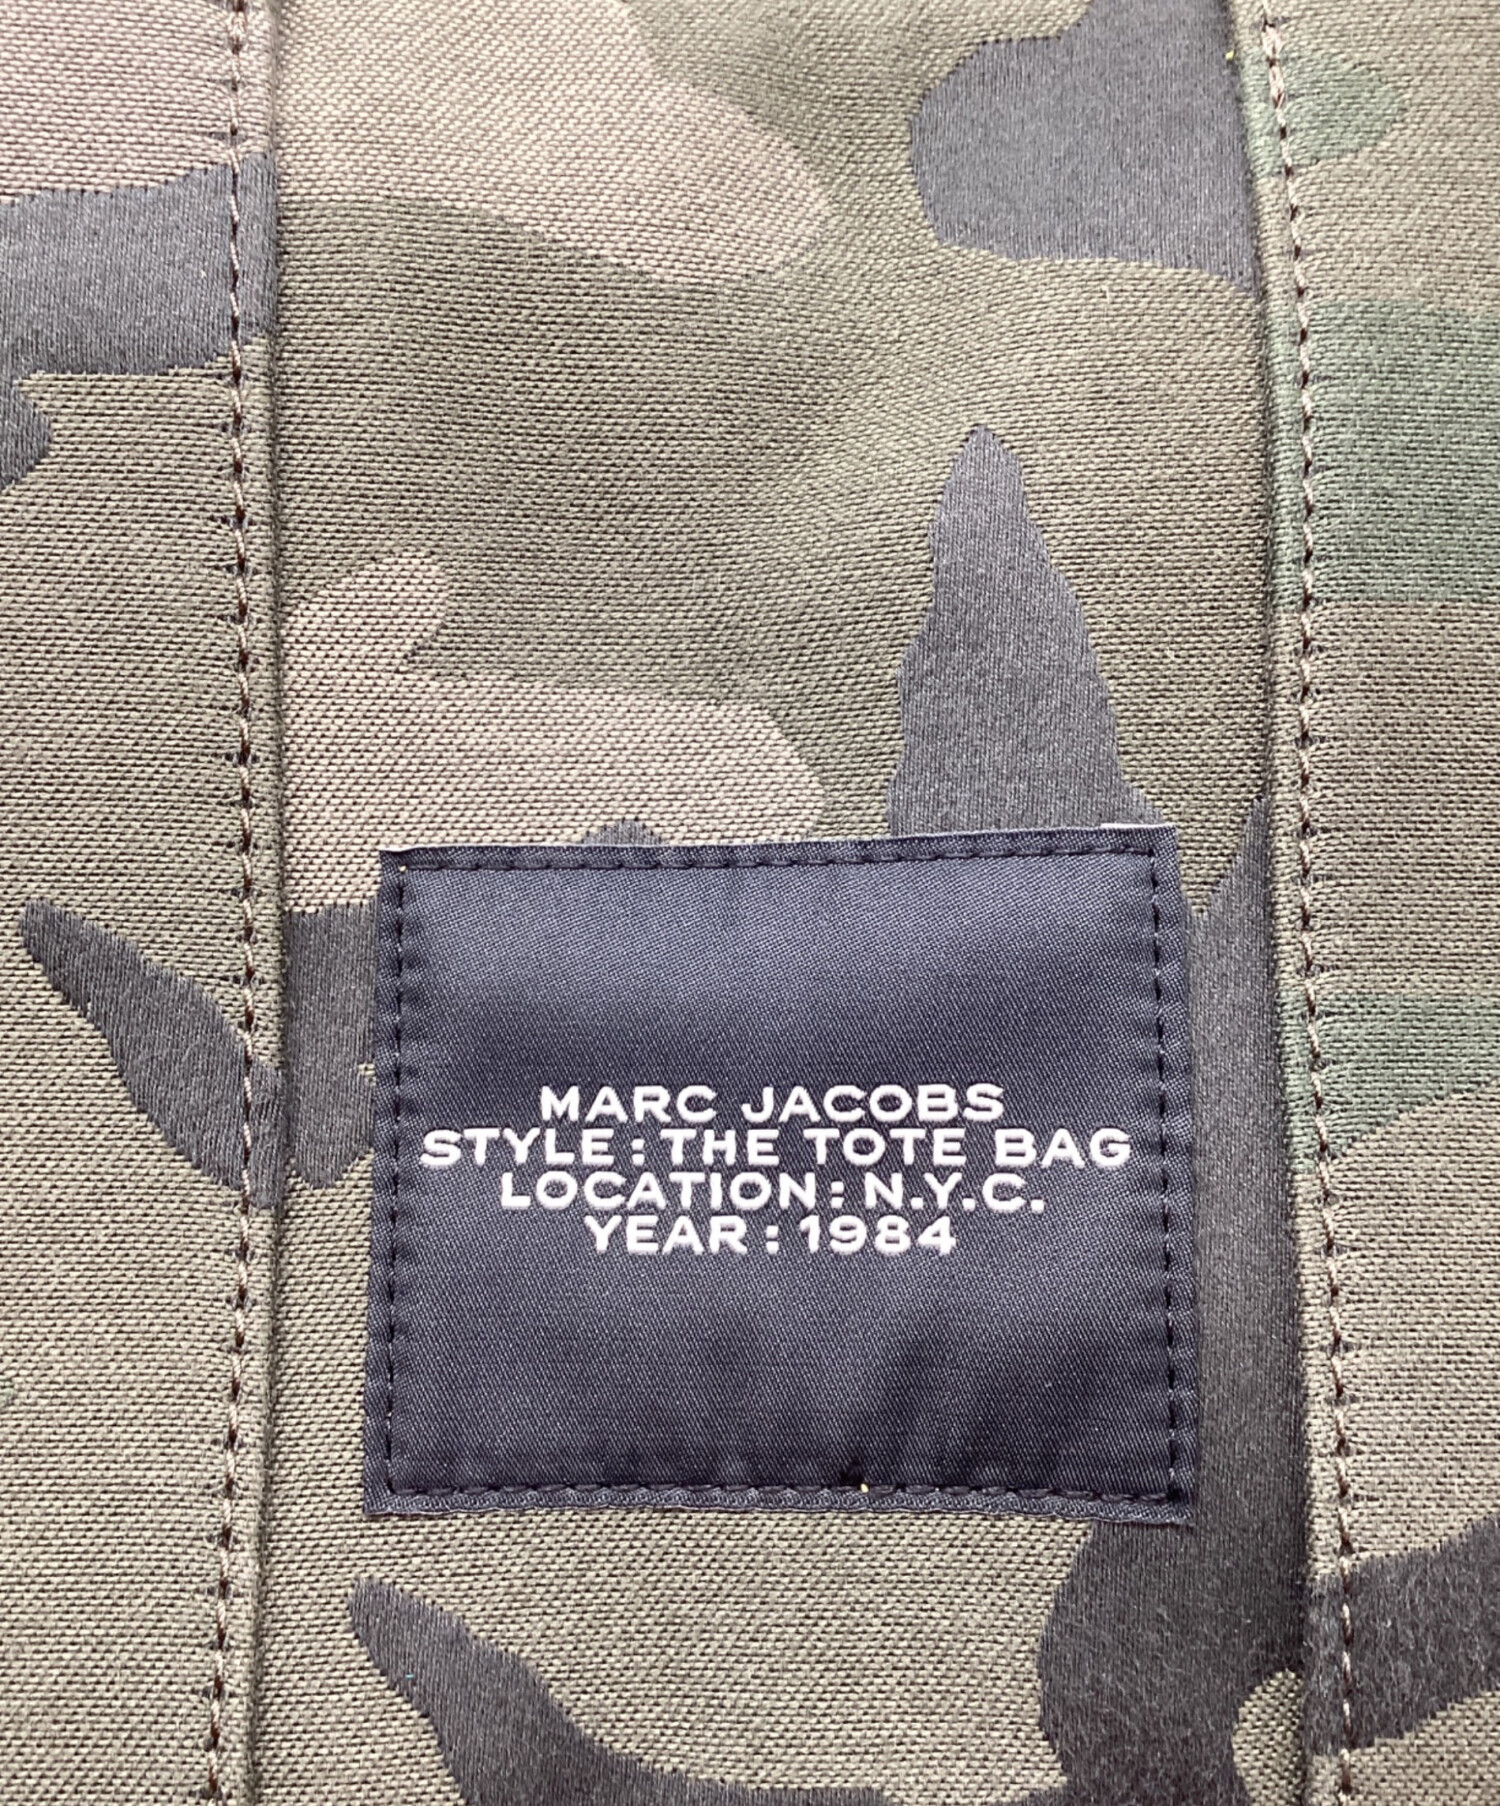 MARC JACOBS
STYLE: THE TOTE BAG
LOCATION: N.Y.C.
YEAR: 1984